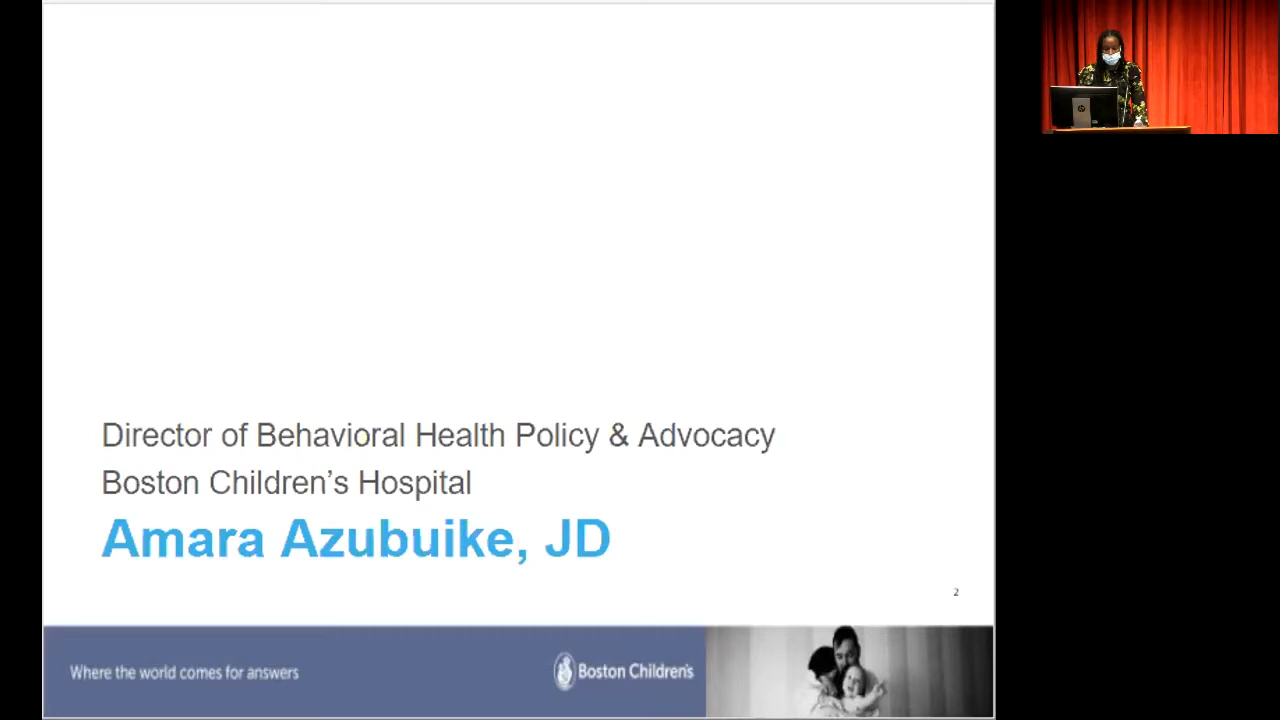 Director of Behavioral Health Policy & Advocacy
Boston Children’s Hospital
Amara Azubuike, JD
2
Where the world comes for answers
Boston Children's